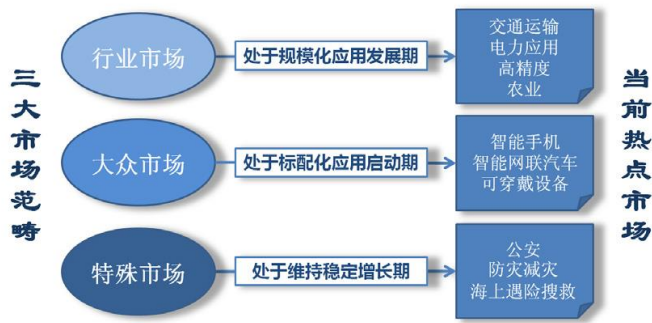 三大市场范畴
行业市场
处于规模化应用发展期
交通运输
电力应用
高精度
农业
大众市场
处于标配化应用启动期
智能手机
智能网联汽车
可穿戴设备
特殊市场
处于维持稳定增长期
公安
防灾减灾
海上遇险搜救
当前热点市场